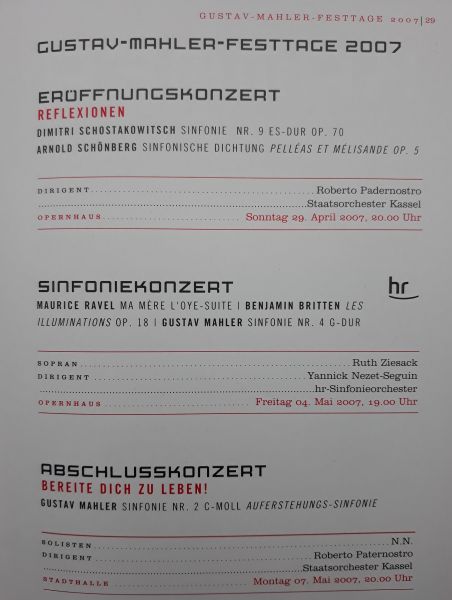 GUSTAV-MAHLER-FESTTAGE 2007|29
GUSTAV-MAHLER-FESTTAGE 2007
ERÖFFNUNGSKONZERT
REFLEXIONEN
DIMITRI SCHOSTAKOWITSCH SINFONIE NR. 9 ES-DUR OP. 70
ARNOLD SCHÖNBERG SINFONISCHE DICHTUNG PELLÉAS ET MÉLISANDE OP. 5
DIRIGENT Roberto Padernostro
Staatsorchester Kassel
OPERNHAUS Sonntag 29. April 2007, 20.00 Uhr
SINFONIEKONZERT
hr
MAURICE RAVEL MA MÈRE L'OYE-SUITE | BENJAMIN BRITTEN LES
ILLUMINATIONS OP. 18 | GUSTAV MAHLER SINFONIE NR. 4 G-DUR
SOPRAN Ruth Ziesack
DIRIGENT Yannick Nezet-Seguin
hr-Sinfonieorchester
OPERNHAUS Freitag 04. Mai 2007, 19.00 Uhr
ABSCHLUSSKONZERT
BEREITE DICH ZU LEBEN!
GUSTAV MAHLER SINFONIE NR. 2 C-MOLL AUFERSTEHUNGS-SINFONIE
SOLISTEN N.N.
DIRIGENT Roberto Paternostro
Staatsorchester Kassel
STADTHALLE Montag 07. Mai 2007, 20.00 Uhr